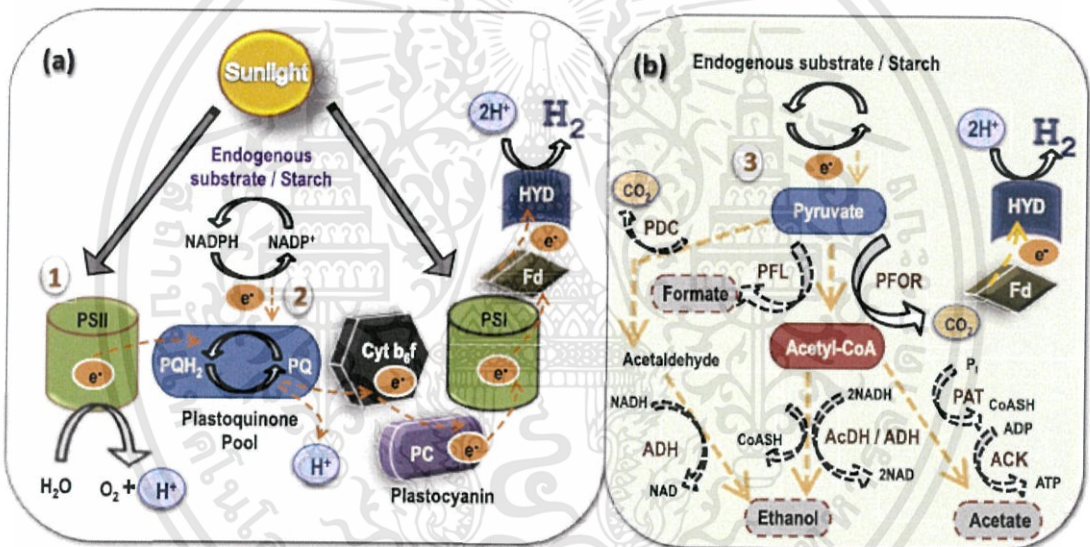 (a)
Sunlight
Endogenous
substrate / Starch
NADPH
NADP⁺
1
2
e⁻
PSII
e⁻
PQH₂
PQ
Plastoquinone
Pool
H₂O
O₂ +
H⁺
H⁺
Cyt b₆f
e⁻
PC
e⁻
Plastocyanin
PSI
e⁻
Fd
e⁻
HYD
2H⁺
H₂
(b)
Endogenous substrate / Starch
3
e⁻
Pyruvate
CO₂
PDC
PFL
PFOR
Formate
CO₂
Acetaldehyde
Acetyl-CoA
2H⁺
H₂
HYD
e⁻
Fd
NADH
ADH
NAD
CoASH
2NADH
AcDH / ADH
2NAD
Pᵢ
PAT
CoASH
ADP
ACK
ATP
Ethanol
Acetate